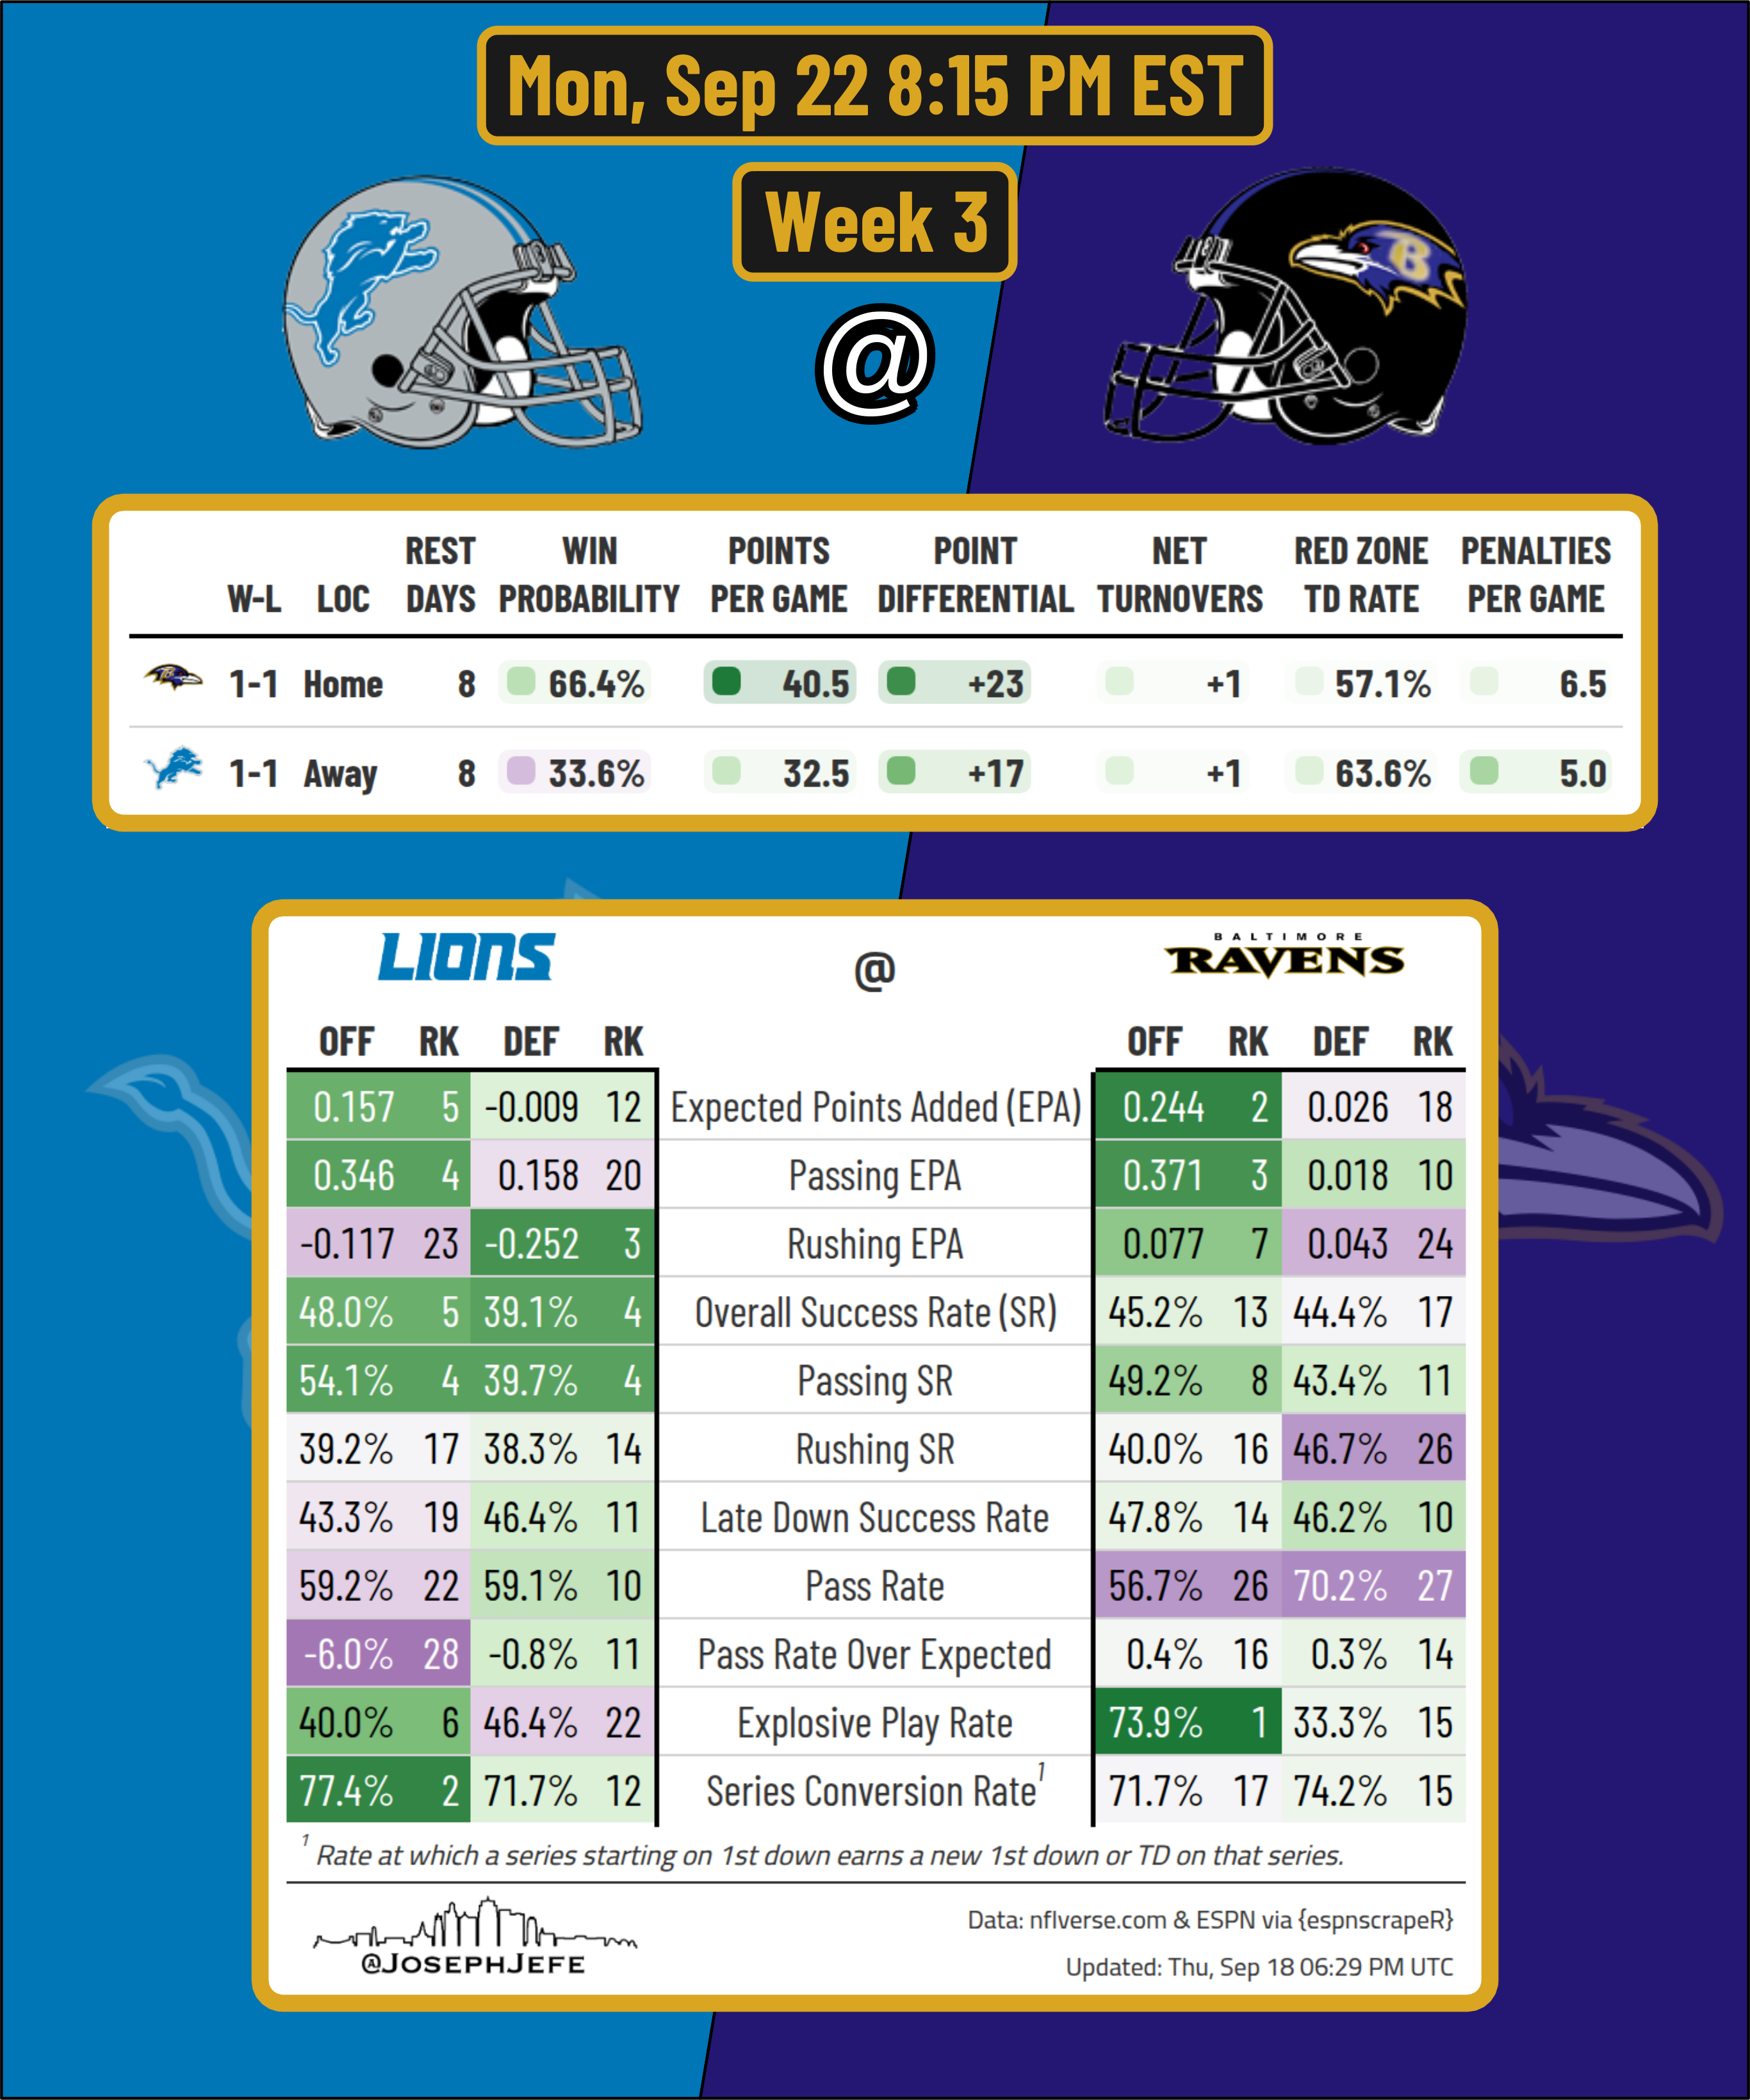 Mon, Sep 22 8:15 PM EST
Week 3
@
B
W-L LOC REST DAYS WIN PROBABILITY POINTS PER GAME POINT DIFFERENTIAL NET TURNOVERS RED ZONE TD RATE PENALTIES PER GAME
1-1 Home 8 66.4% 40.5 +23 +1 57.1% 6.5
1-1 Away 8 33.6% 32.5 +17 +1 63.6% 5.0
LIONS @ BALTIMORE RAVENS
OFF RK DEF RK OFF RK DEF RK
0.157 5 -0.009 12 Expected Points Added (EPA) 0.244 2 0.026 18
0.346 4 0.158 20 Passing EPA 0.371 3 0.018 10
-0.117 23 -0.252 3 Rushing EPA 0.077 7 0.043 24
48.0% 5 39.1% 4 Overall Success Rate (SR) 45.2% 13 44.4% 17
54.1% 4 39.7% 4 Passing SR 49.2% 8 43.4% 11
39.2% 17 38.3% 14 Rushing SR 40.0% 16 46.7% 26
43.3% 19 46.4% 11 Late Down Success Rate 47.8% 14 46.2% 10
59.2% 22 59.1% 10 Pass Rate 56.7% 26 70.2% 27
-6.0% 28 -0.8% 11 Pass Rate Over Expected 0.4% 16 0.3% 14
40.0% 6 46.4% 22 Explosive Play Rate 73.9% 1 33.3% 15
77.4% 2 71.7% 12 Series Conversion Rate¹ 71.7% 17 74.2% 15
¹ Rate at which a series starting on 1st down earns a new 1st down or TD on that series.
@JOSEPHJEFE
Data: nflverse.com & ESPN via {espnscrapeR}
Updated: Thu, Sep 18 06:29 PM UTC